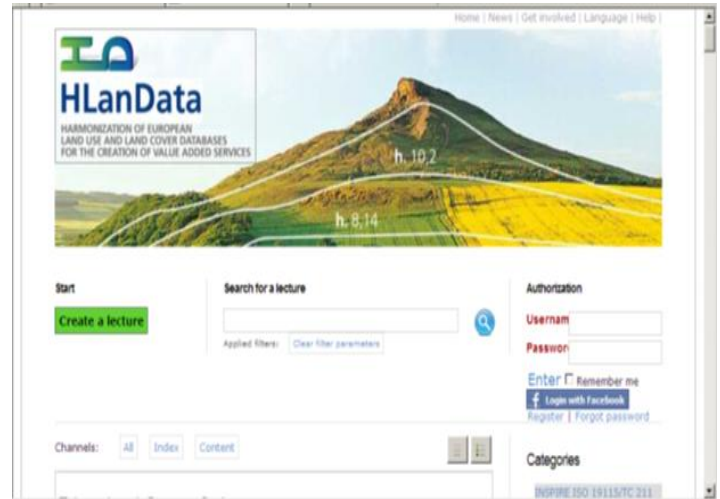 Home | News | Get involved | Language | Help |
HLanData
HARMONIZATION OF EUROPEAN
LAND USE AND LAND COVER DATABASES
FOR THE CREATION OF VALUE ADDED SERVICES
h. 10,2
h. 8,14
Start
Search for a lecture
Authorization
Create a lecture
Usernam
Applied filters: Clear filter parameters
Passwor
Enter Remember me
f Login with Facebook
Register | Forgot password
Channels: All Index Content
Categories
INSPIRE ISO 19115/TC 211